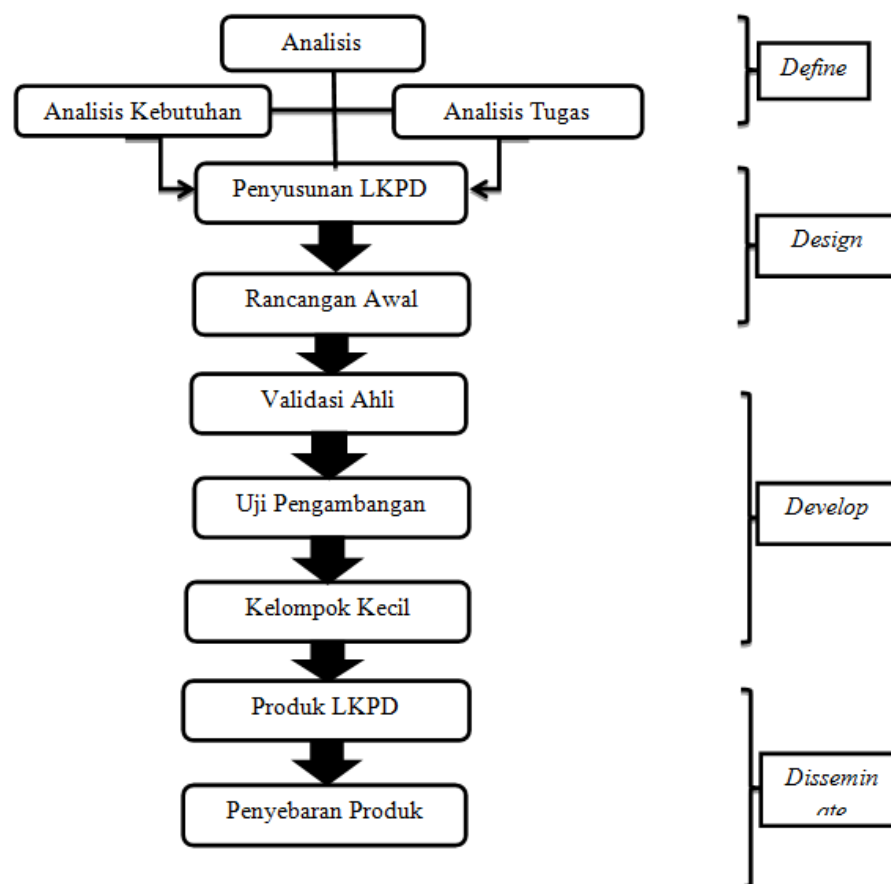 Analisis
Define
Analisis Kebutuhan
Analisis Tugas
Penyusunan LKPD
Design
Rancangan Awal
Validasi Ahli
Uji Pengambangan
Develop
Kelompok Kecil
Produk LKPD
Penyebaran Produk
Dissemin
ate